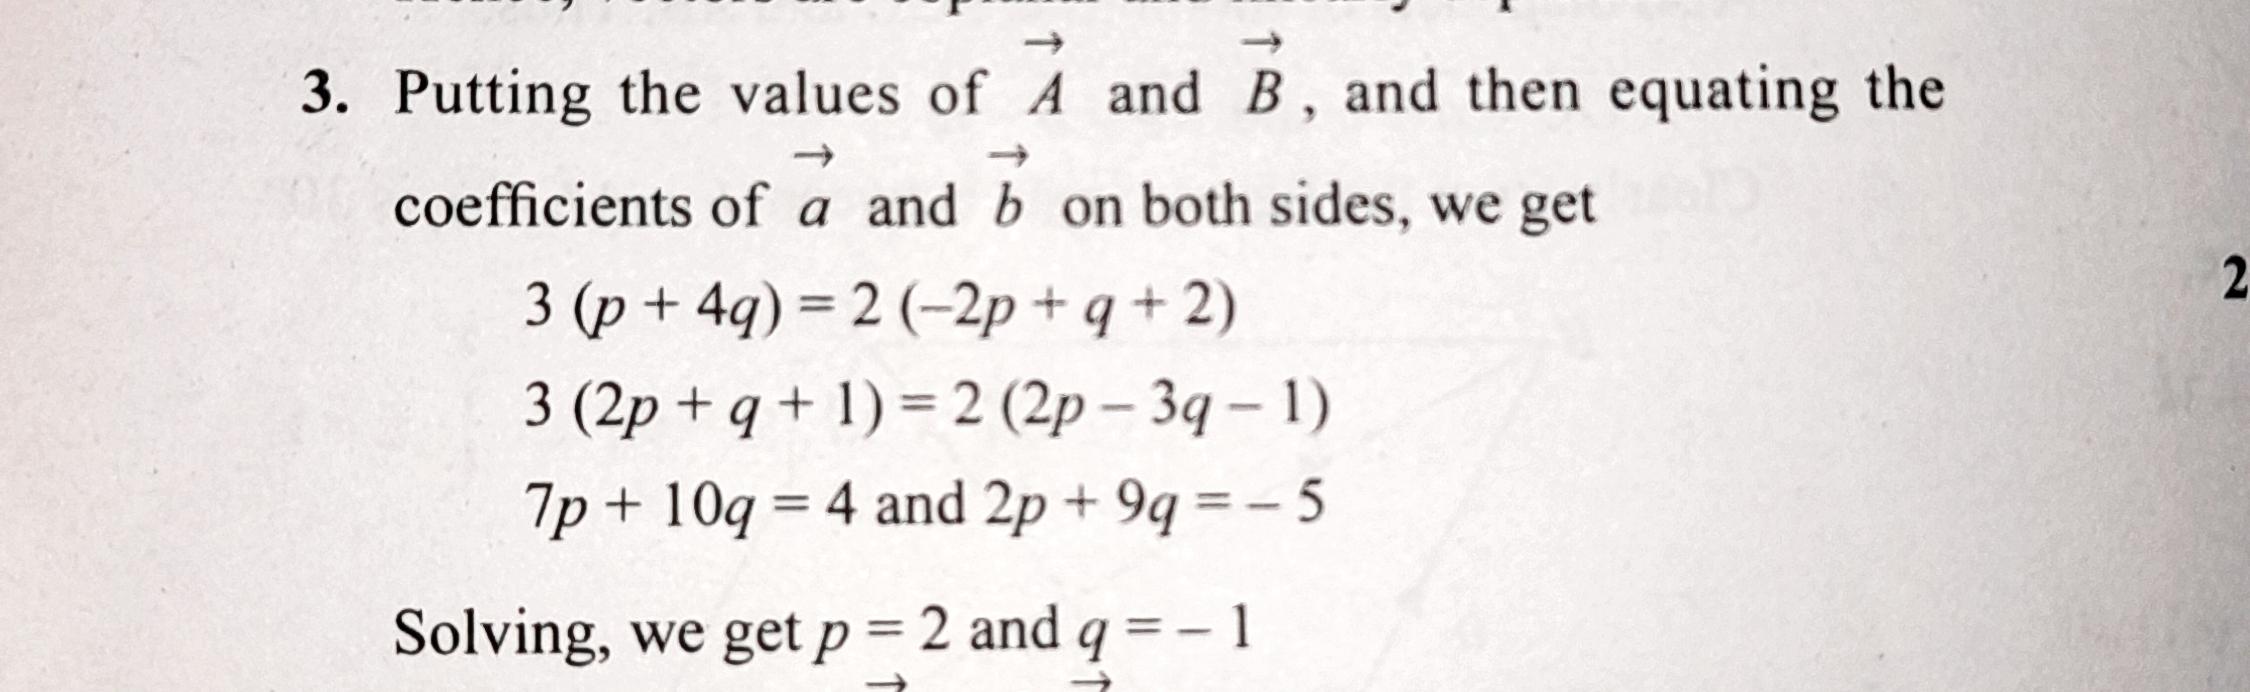 3. Putting the values of \vec{A} and \vec{B}, and then equating the
coefficients of \vec{a} and \vec{b} on both sides, we get
3 (p + 4q) = 2 (–2p + q + 2)
2
3 (2p + q + 1) = 2 (2p – 3q – 1)
7p + 10q = 4 and 2p + 9q = – 5
Solving, we get p = 2 and q = – 1